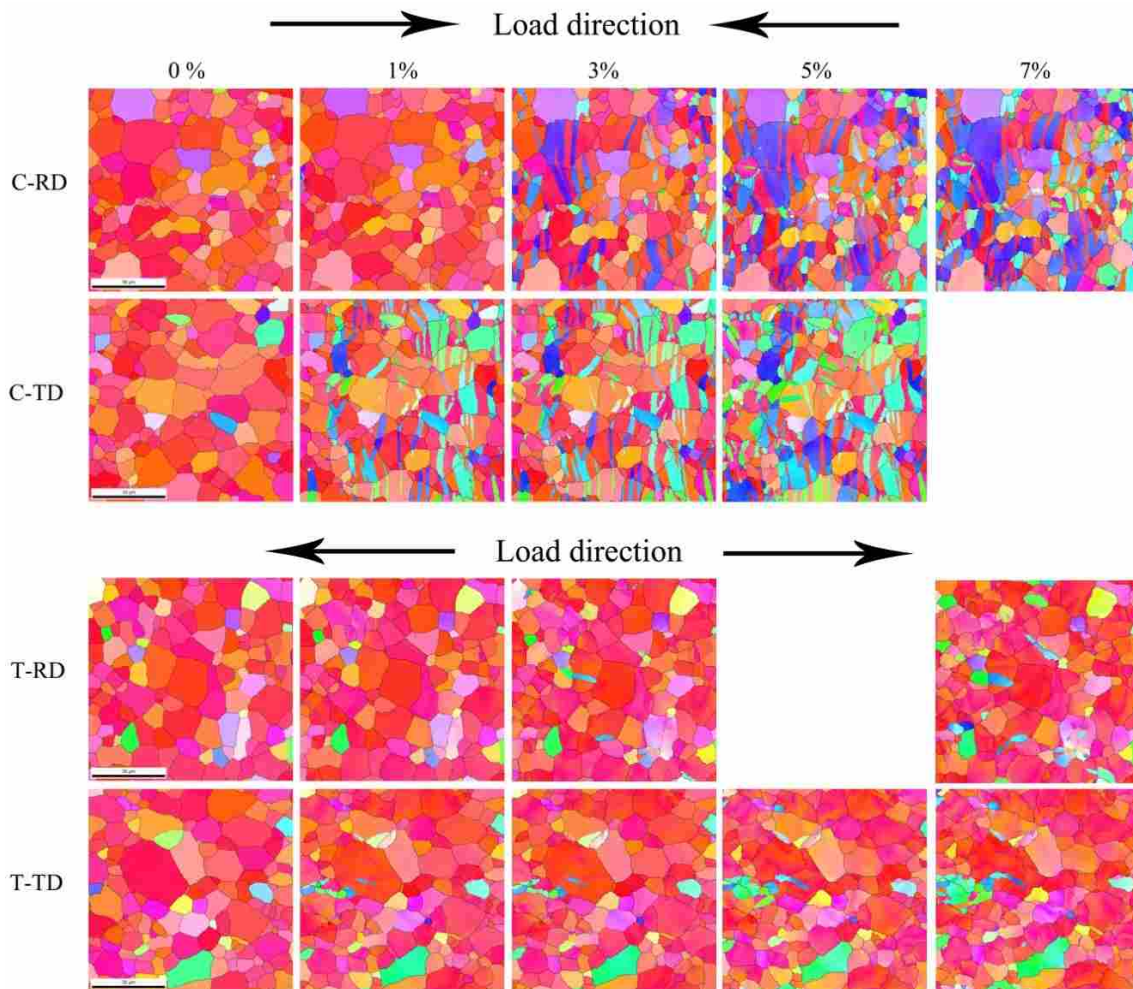 Load direction
0 % 1% 3% 5% 7%
C-RD
C-TD
Load direction
T-RD
T-TD